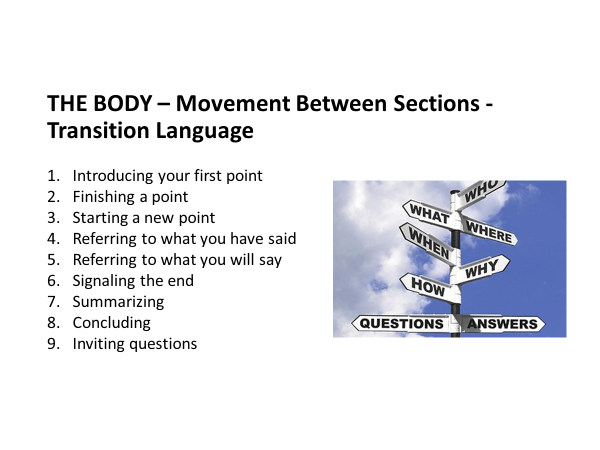 THE BODY – Movement Between Sections -
Transition Language
1. Introducing your first point
2. Finishing a point
3. Starting a new point
4. Referring to what you have said
5. Referring to what you will say
6. Signaling the end
7. Summarizing
8. Concluding
9. Inviting questions
WHO
WHAT
WHERE
WHEN
WHY
HOW
QUESTIONS ANSWERS